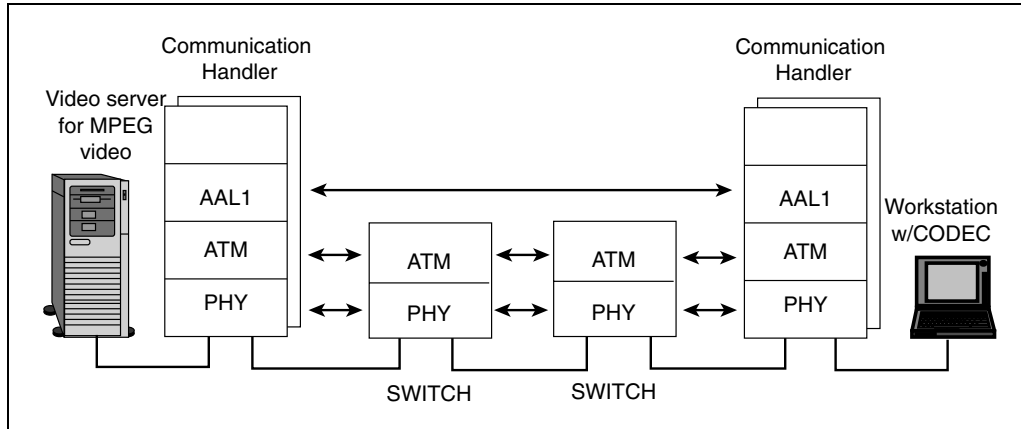 Communication
Handler
Video server
for MPEG
video
AAL1
ATM
PHY
ATM
PHY
SWITCH
ATM
PHY
SWITCH
Communication
Handler
AAL1
ATM
PHY
Workstation
w/CODEC